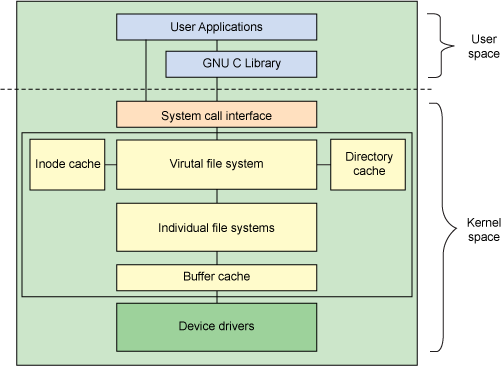 User Applications
GNU C Library
User
space
System call interface
Inode cache
Virutal file system
Directory
cache
Individual file systems
Kernel
space
Buffer cache
Device drivers